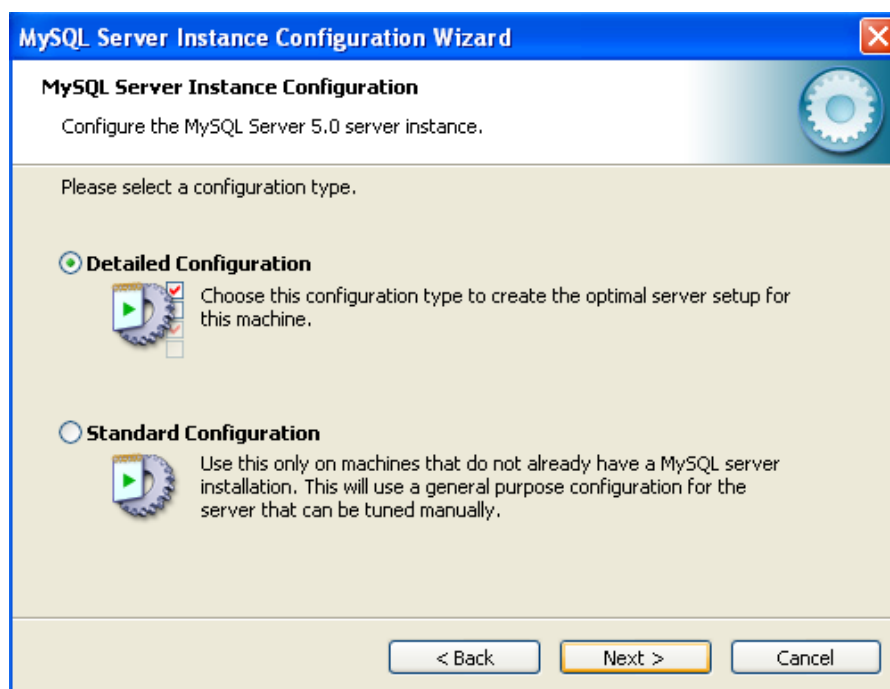 MySQL Server Instance Configuration Wizard
MySQL Server Instance Configuration
Configure the MySQL Server 5.0 server instance.
Please select a configuration type.
Detailed Configuration
Choose this configuration type to create the optimal server setup for
this machine.
Standard Configuration
Use this only on machines that do not already have a MySQL server
installation. This will use a general purpose configuration for the
server that can be tuned manually.
< Back
Next >
Cancel